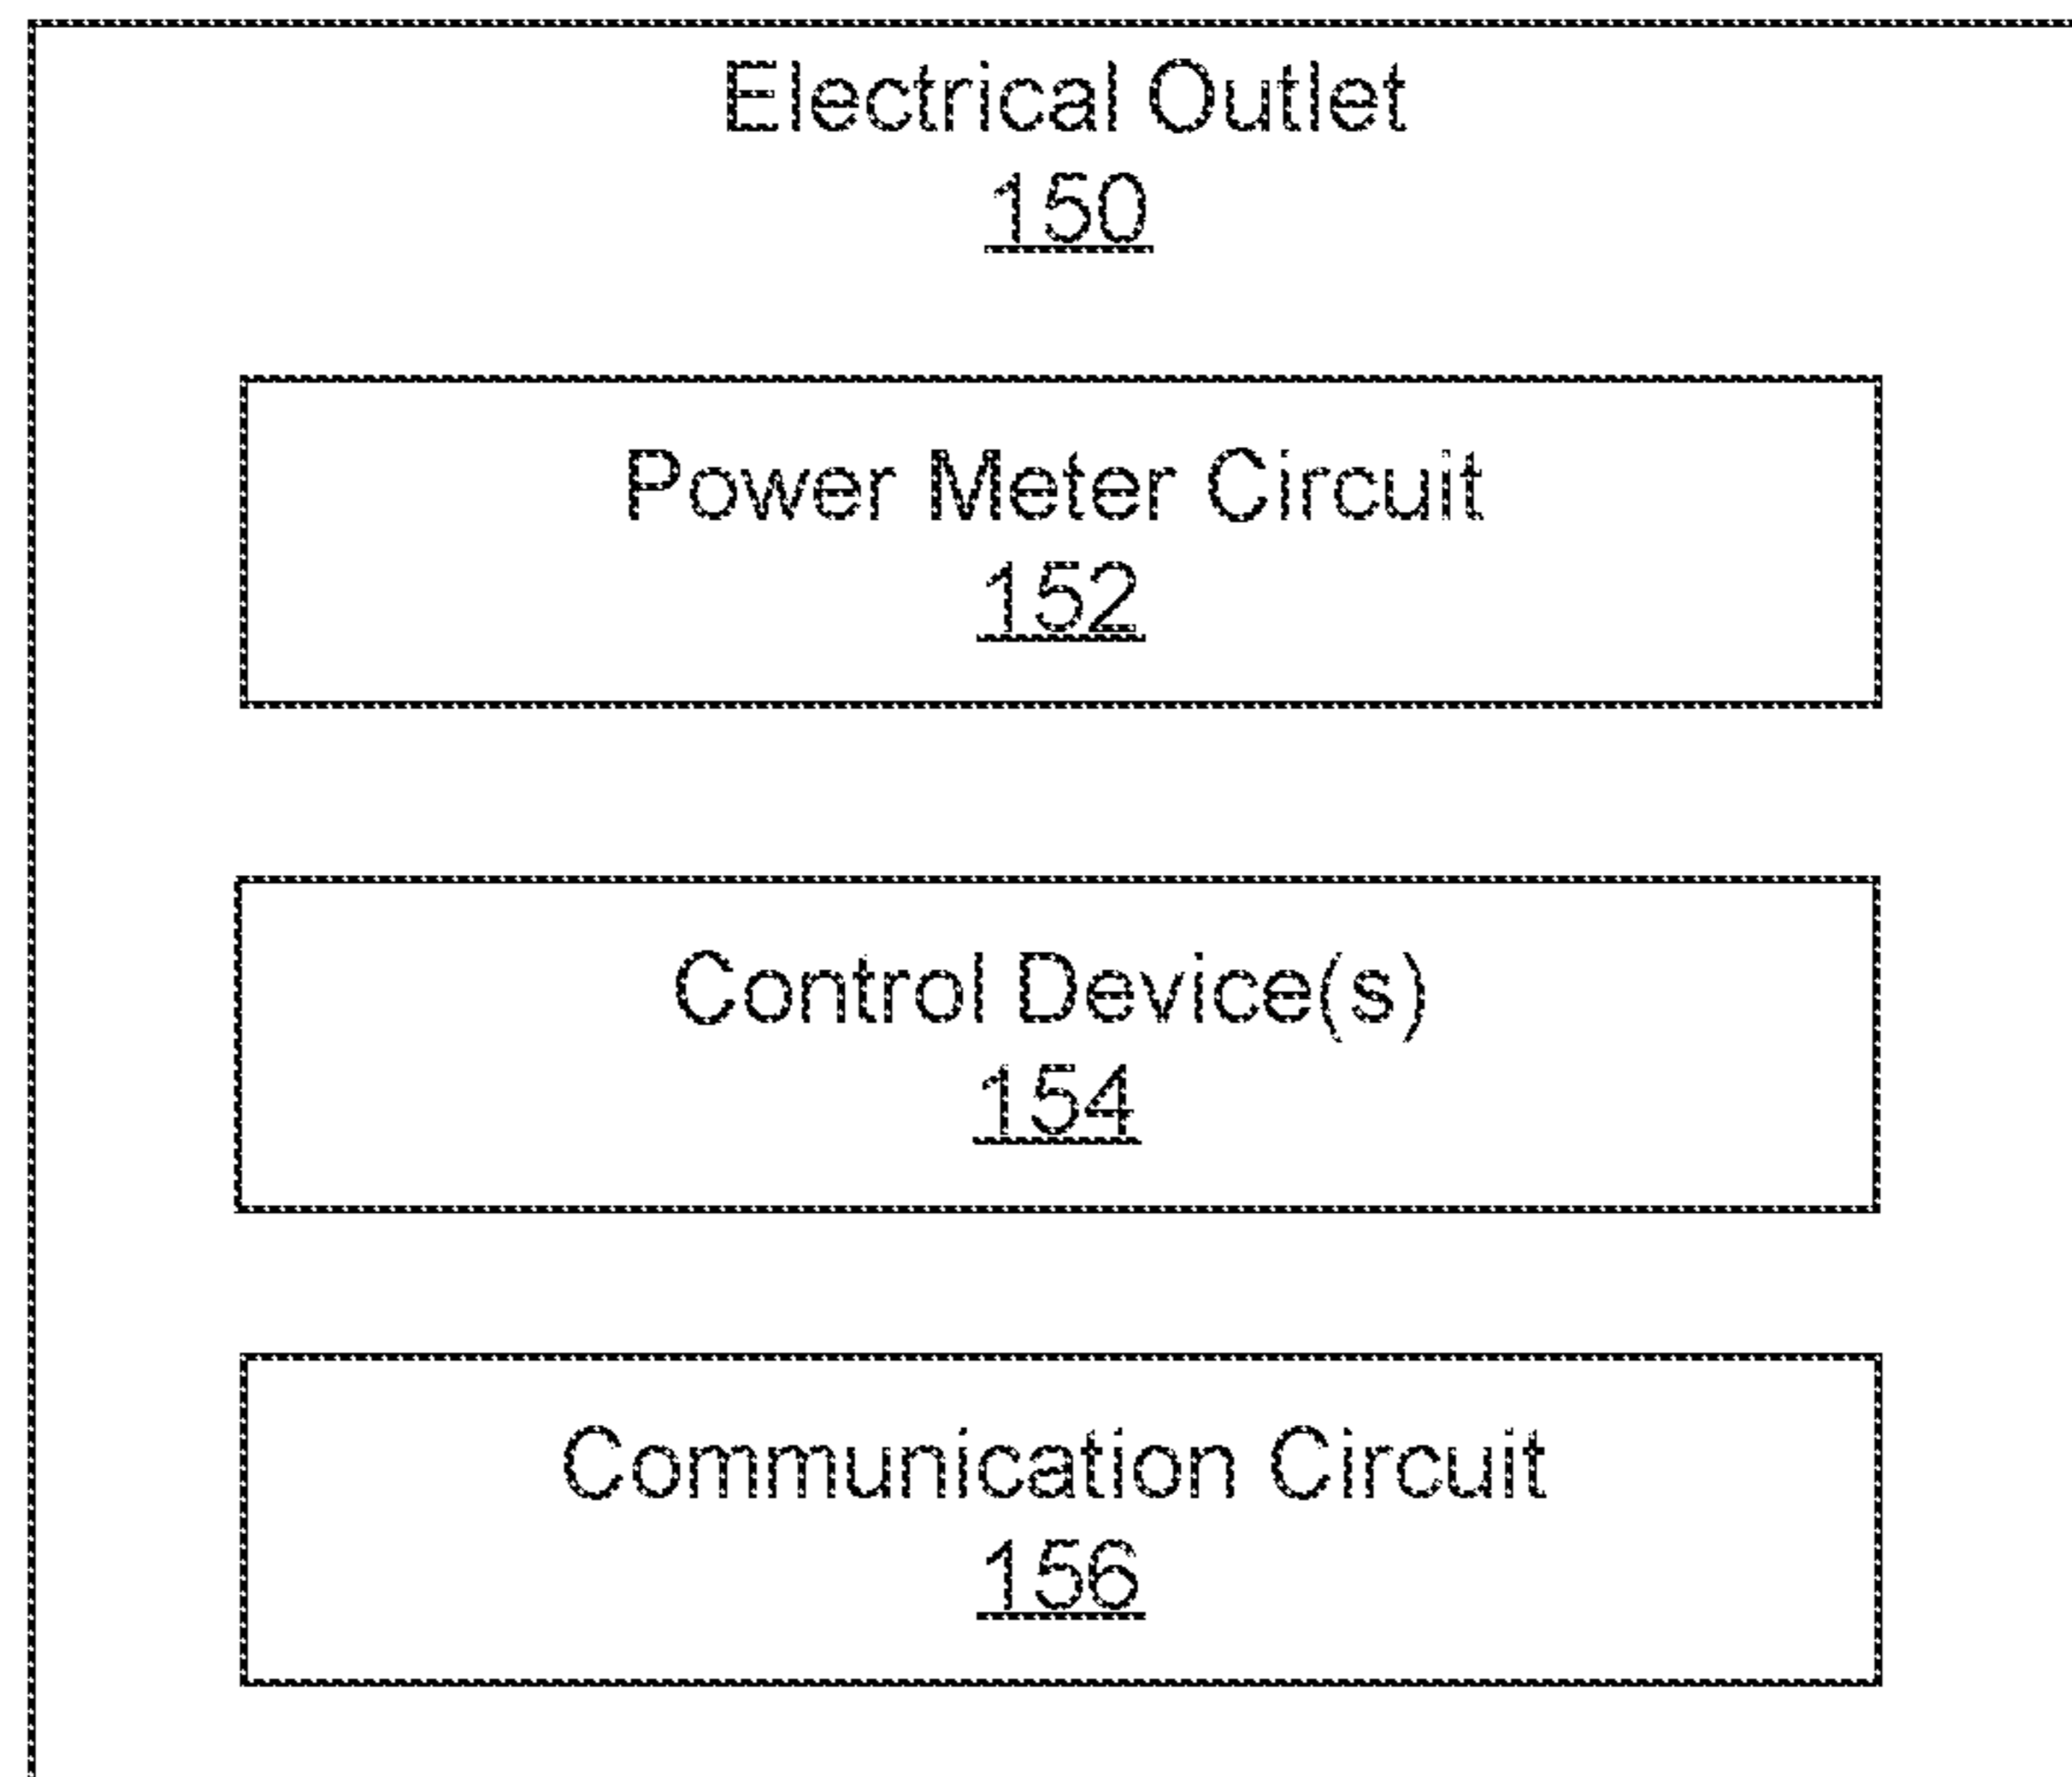 Electrical Outlet
150
Power Meter Circuit
152
Control Device(s)
154
Communication Circuit
156